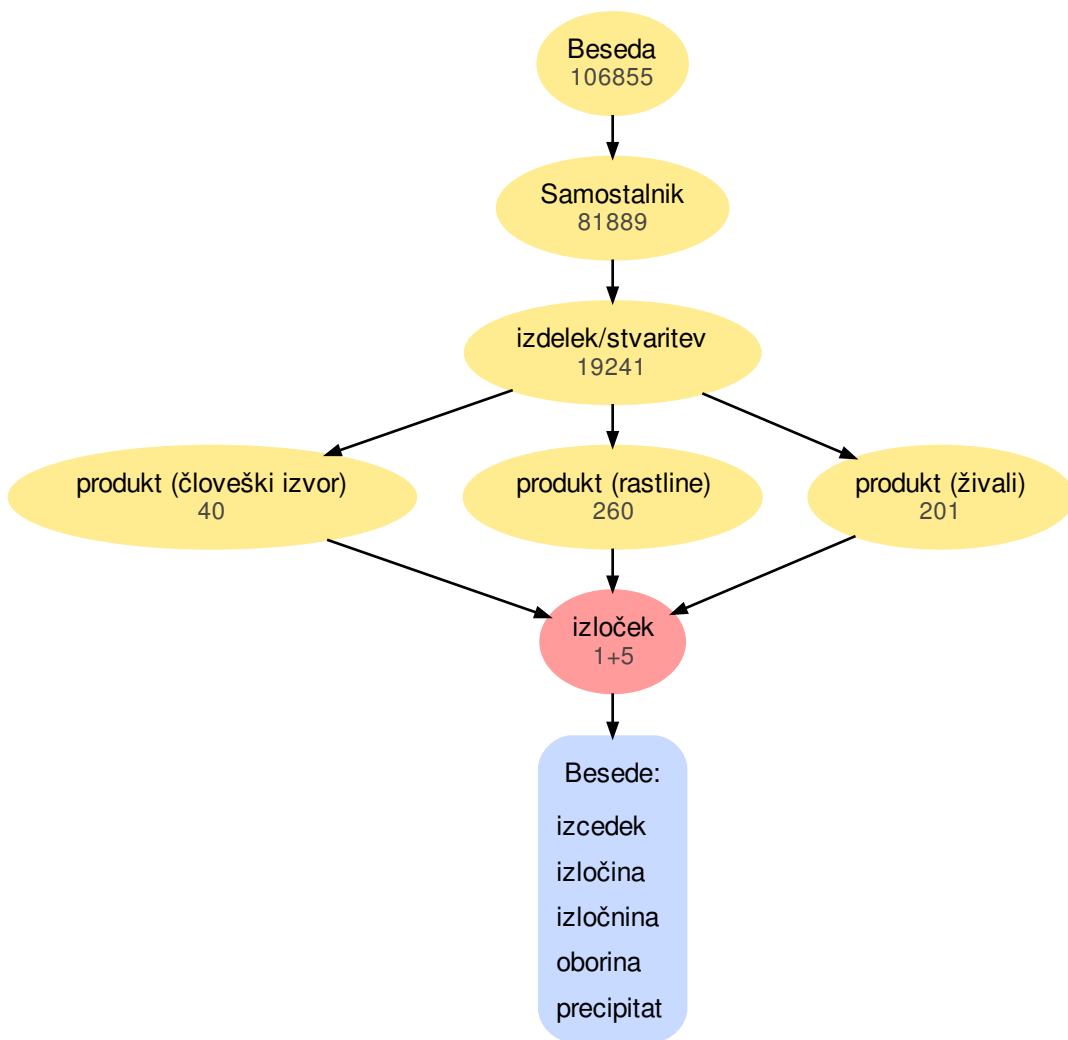 Beseda
106855
Samostalnik
81889
izdelek/stvaritev
19241
produkt (človeški izvor)
40
produkt (rastline)
260
produkt (živali)
201
izloček
1+5
Besede:
izcedek
izločina
izločnina
oborina
precipitat